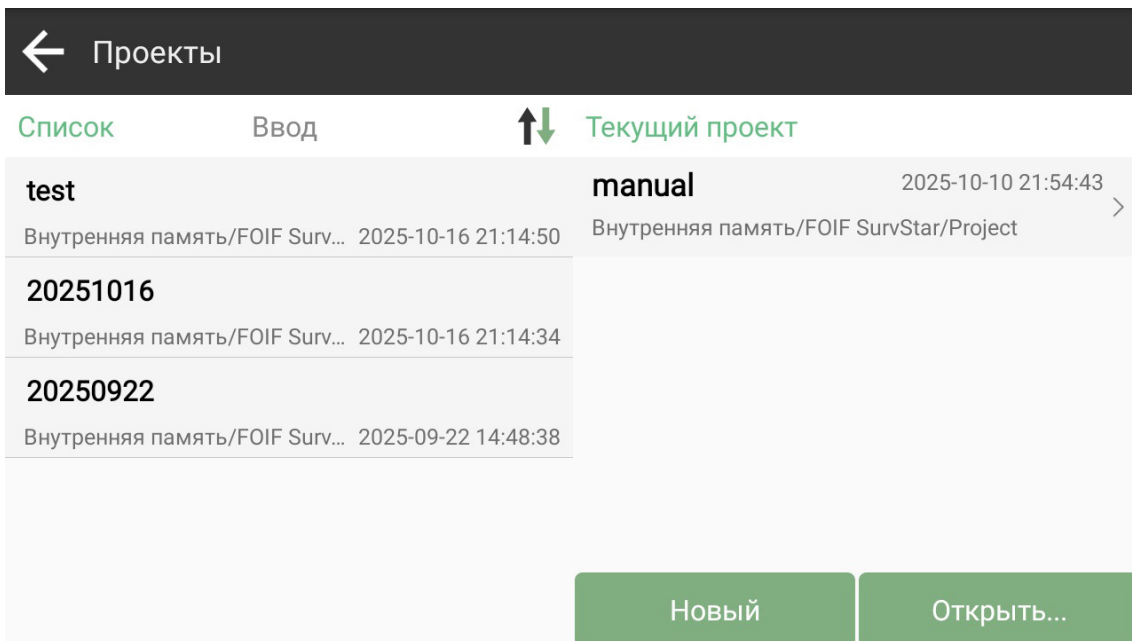 Проекты
Список Ввод
test
Внутренняя память/FOIF Surv... 2025-10-16 21:14:50
20251016
Внутренняя память/FOIF Surv... 2025-10-16 21:14:34
20250922
Внутренняя память/FOIF Surv... 2025-09-22 14:48:38
Текущий проект
manual 2025-10-10 21:54:43
Внутренняя память/FOIF SurvStar/Project
Новый Открыть...